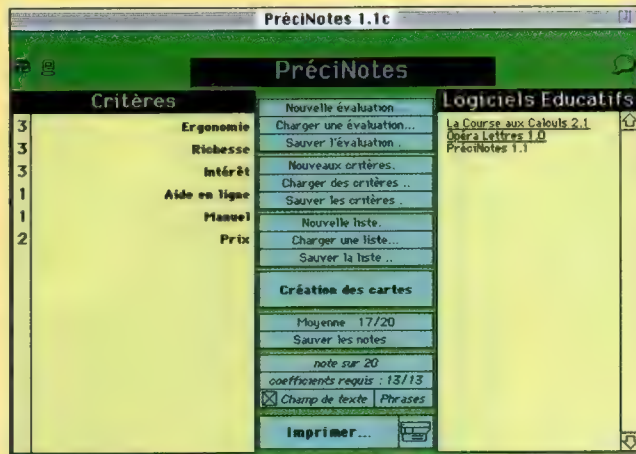 PréciNotes 1.1c
PréciNotes
Critères
3 Ergonomie
3 Richesse
3 Intérêt
1 Aide en ligne
1 Manuel
2 Prix
Nouvelle évaluation
Charger une évaluation...
Sauver l'évaluation .
Nouveaux critères.
Charger des critères ..
Sauver les critères .
Nouvelle liste.
Charger une liste...
Sauver la liste ..
Création des cartes
Moyenne 17/20
Sauver les notes
note sur 20
coefficients requis : 13/13
Champ de texte Phrases
Imprimer...
Logiciels Educatifs
La Course aux Calculs 2.1
Opéra Lettres 1.0
PréciNotes 1.1